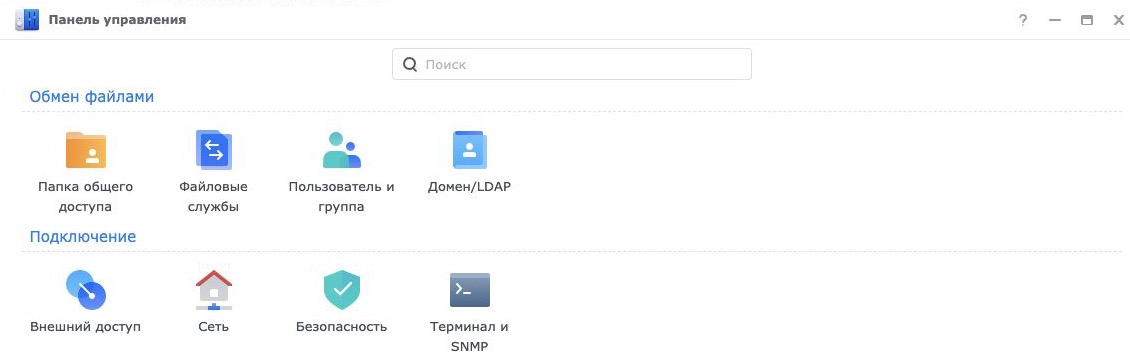 Панель управления
Поиск
Обмен файлами
Папка общего доступа
Файловые службы
Пользователь и группа
Домен/LDAP
Подключение
Внешний доступ
Сеть
Безопасность
Терминал и SNMP